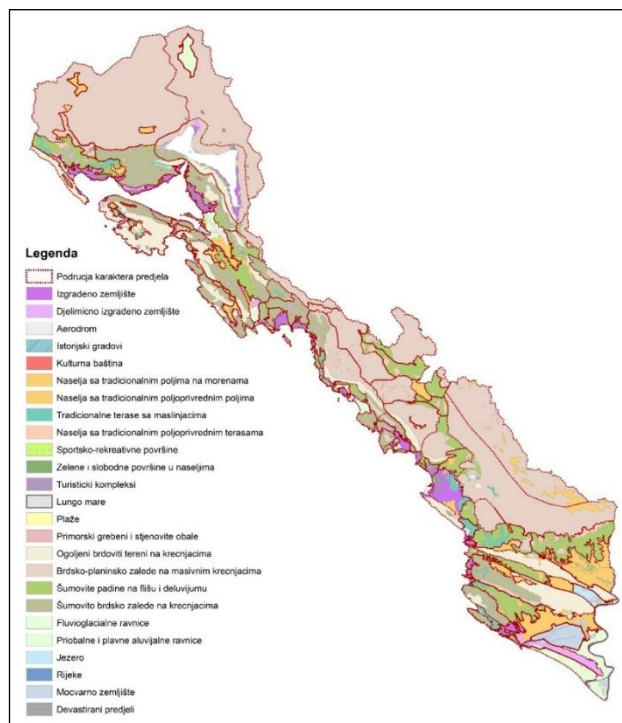 Legenda
Podrucja karaktera predjela
Izgrađeno zemljište
Djelimicno izgrađeno zemljište
Aerodrom
Istorijski gradovi
Kulturna baština
Naselja sa tradicionalnim poljima na morenama
Naselja sa tradicionalnim poljoprivrednim poljima
Tradicionalne terase sa maslinjacima
Naselja sa tradicionalnim poljoprivrednim terasama
Sportsko-rekreativne površine
Zelene i slobodne površine u naseljima
Turisticki kompleksi
Lungo mare
Plaže
Primorski grebeni i stjenovite obale
Ogoljeni brdoviti tereni na krecnjacima
Brdsko-planinsko zaleđe na masivnim krecnjacima
Šumovite padine na flišu i deluvijumu
Šumovito brdsko zaleđe na krecnjacima
Fluvioglacialne ravnice
Priobalne i plavne aluvijalne ravnice
Jezero
Rijeke
Mocvarno zemljište
Devastirani predjeli